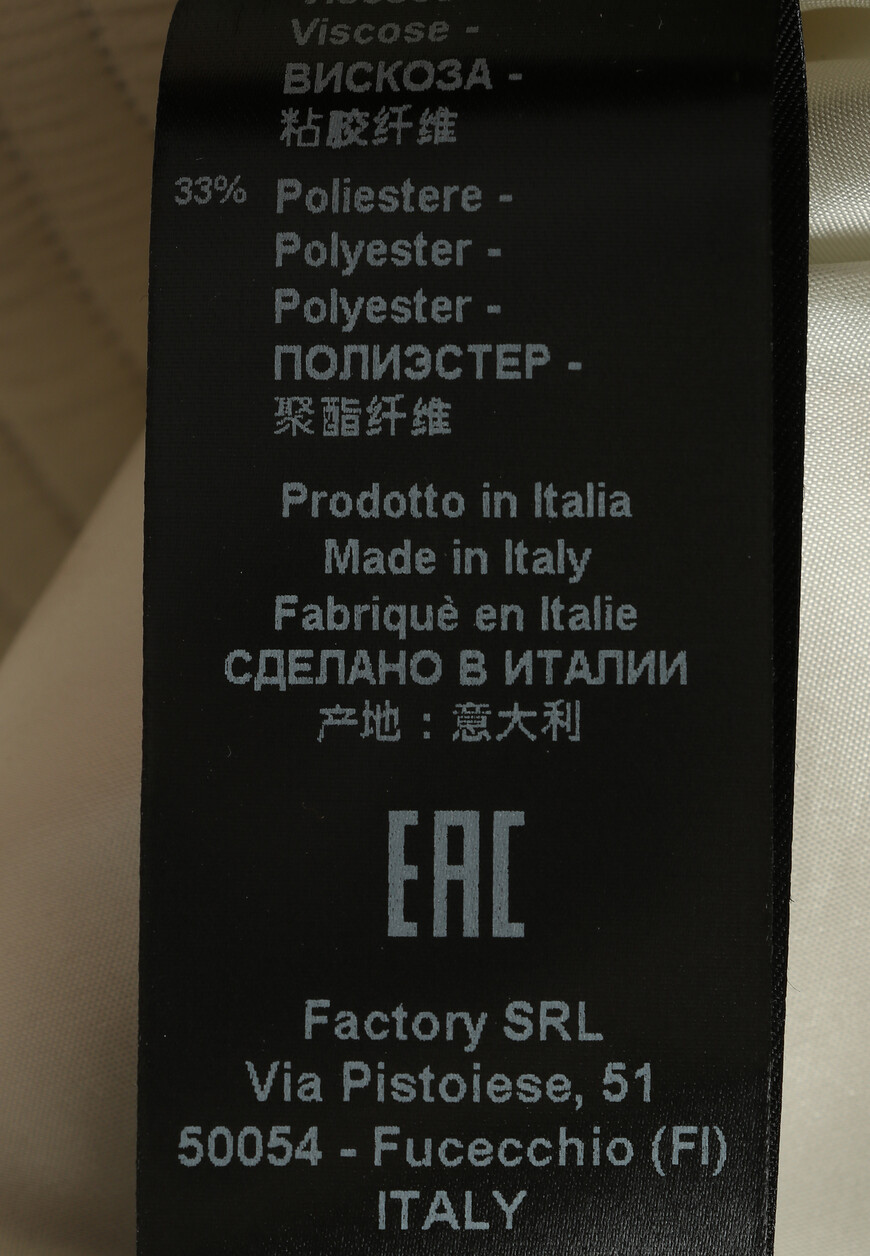 Viscose -
ВИСКОЗА -
粘胶纤维
33% Poliestere -
Polyester -
Polyester -
ПОЛИЭСТЕР -
聚酯纤维
Prodotto in Italia
Made in Italy
Fabriquè en Italie
СДЕЛАНО В ИТАЛИИ
产地：意大利
EAC
Factory SRL
Via Pistoiese, 51
50054 - Fucecchio (FI)
ITALY